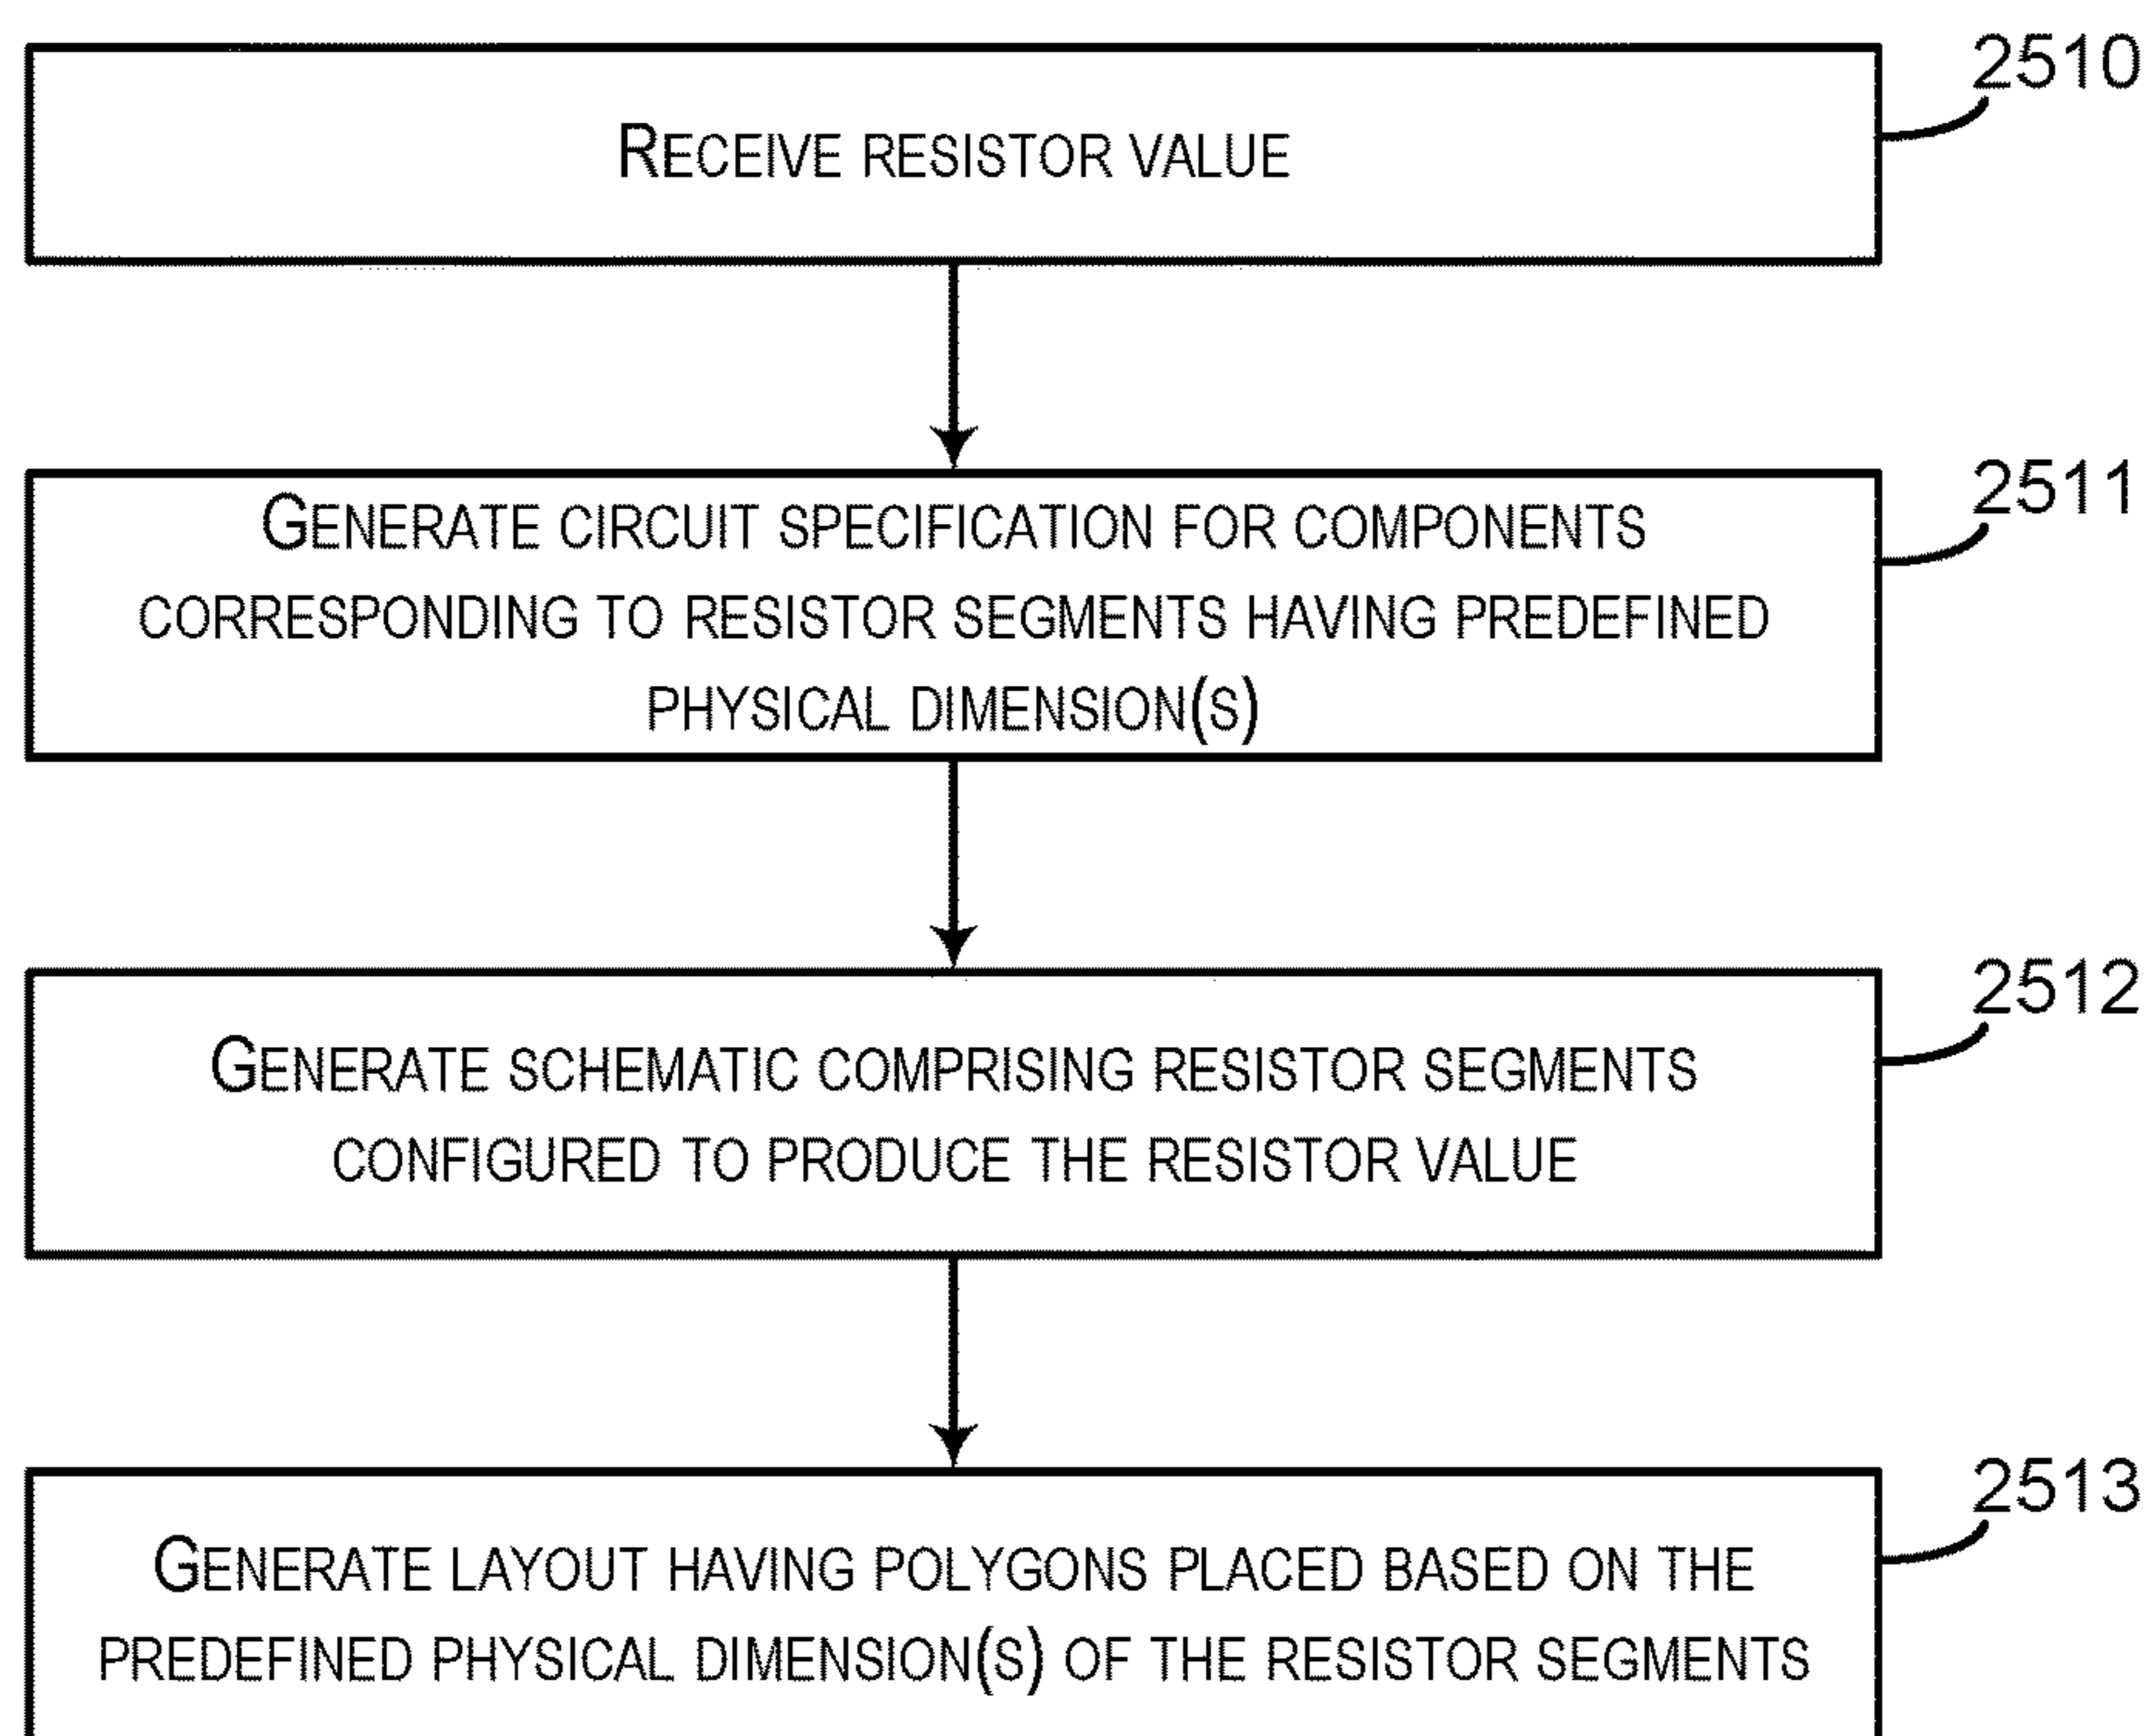 2510
RECEIVE RESISTOR VALUE
2511
GENERATE CIRCUIT SPECIFICATION FOR COMPONENTS
CORRESPONDING TO RESISTOR SEGMENTS HAVING PREDEFINED
PHYSICAL DIMENSION(S)
2512
GENERATE SCHEMATIC COMPRISING RESISTOR SEGMENTS
CONFIGURED TO PRODUCE THE RESISTOR VALUE
2513
GENERATE LAYOUT HAVING POLYGONS PLACED BASED ON THE
PREDEFINED PHYSICAL DIMENSION(S) OF THE RESISTOR SEGMENTS